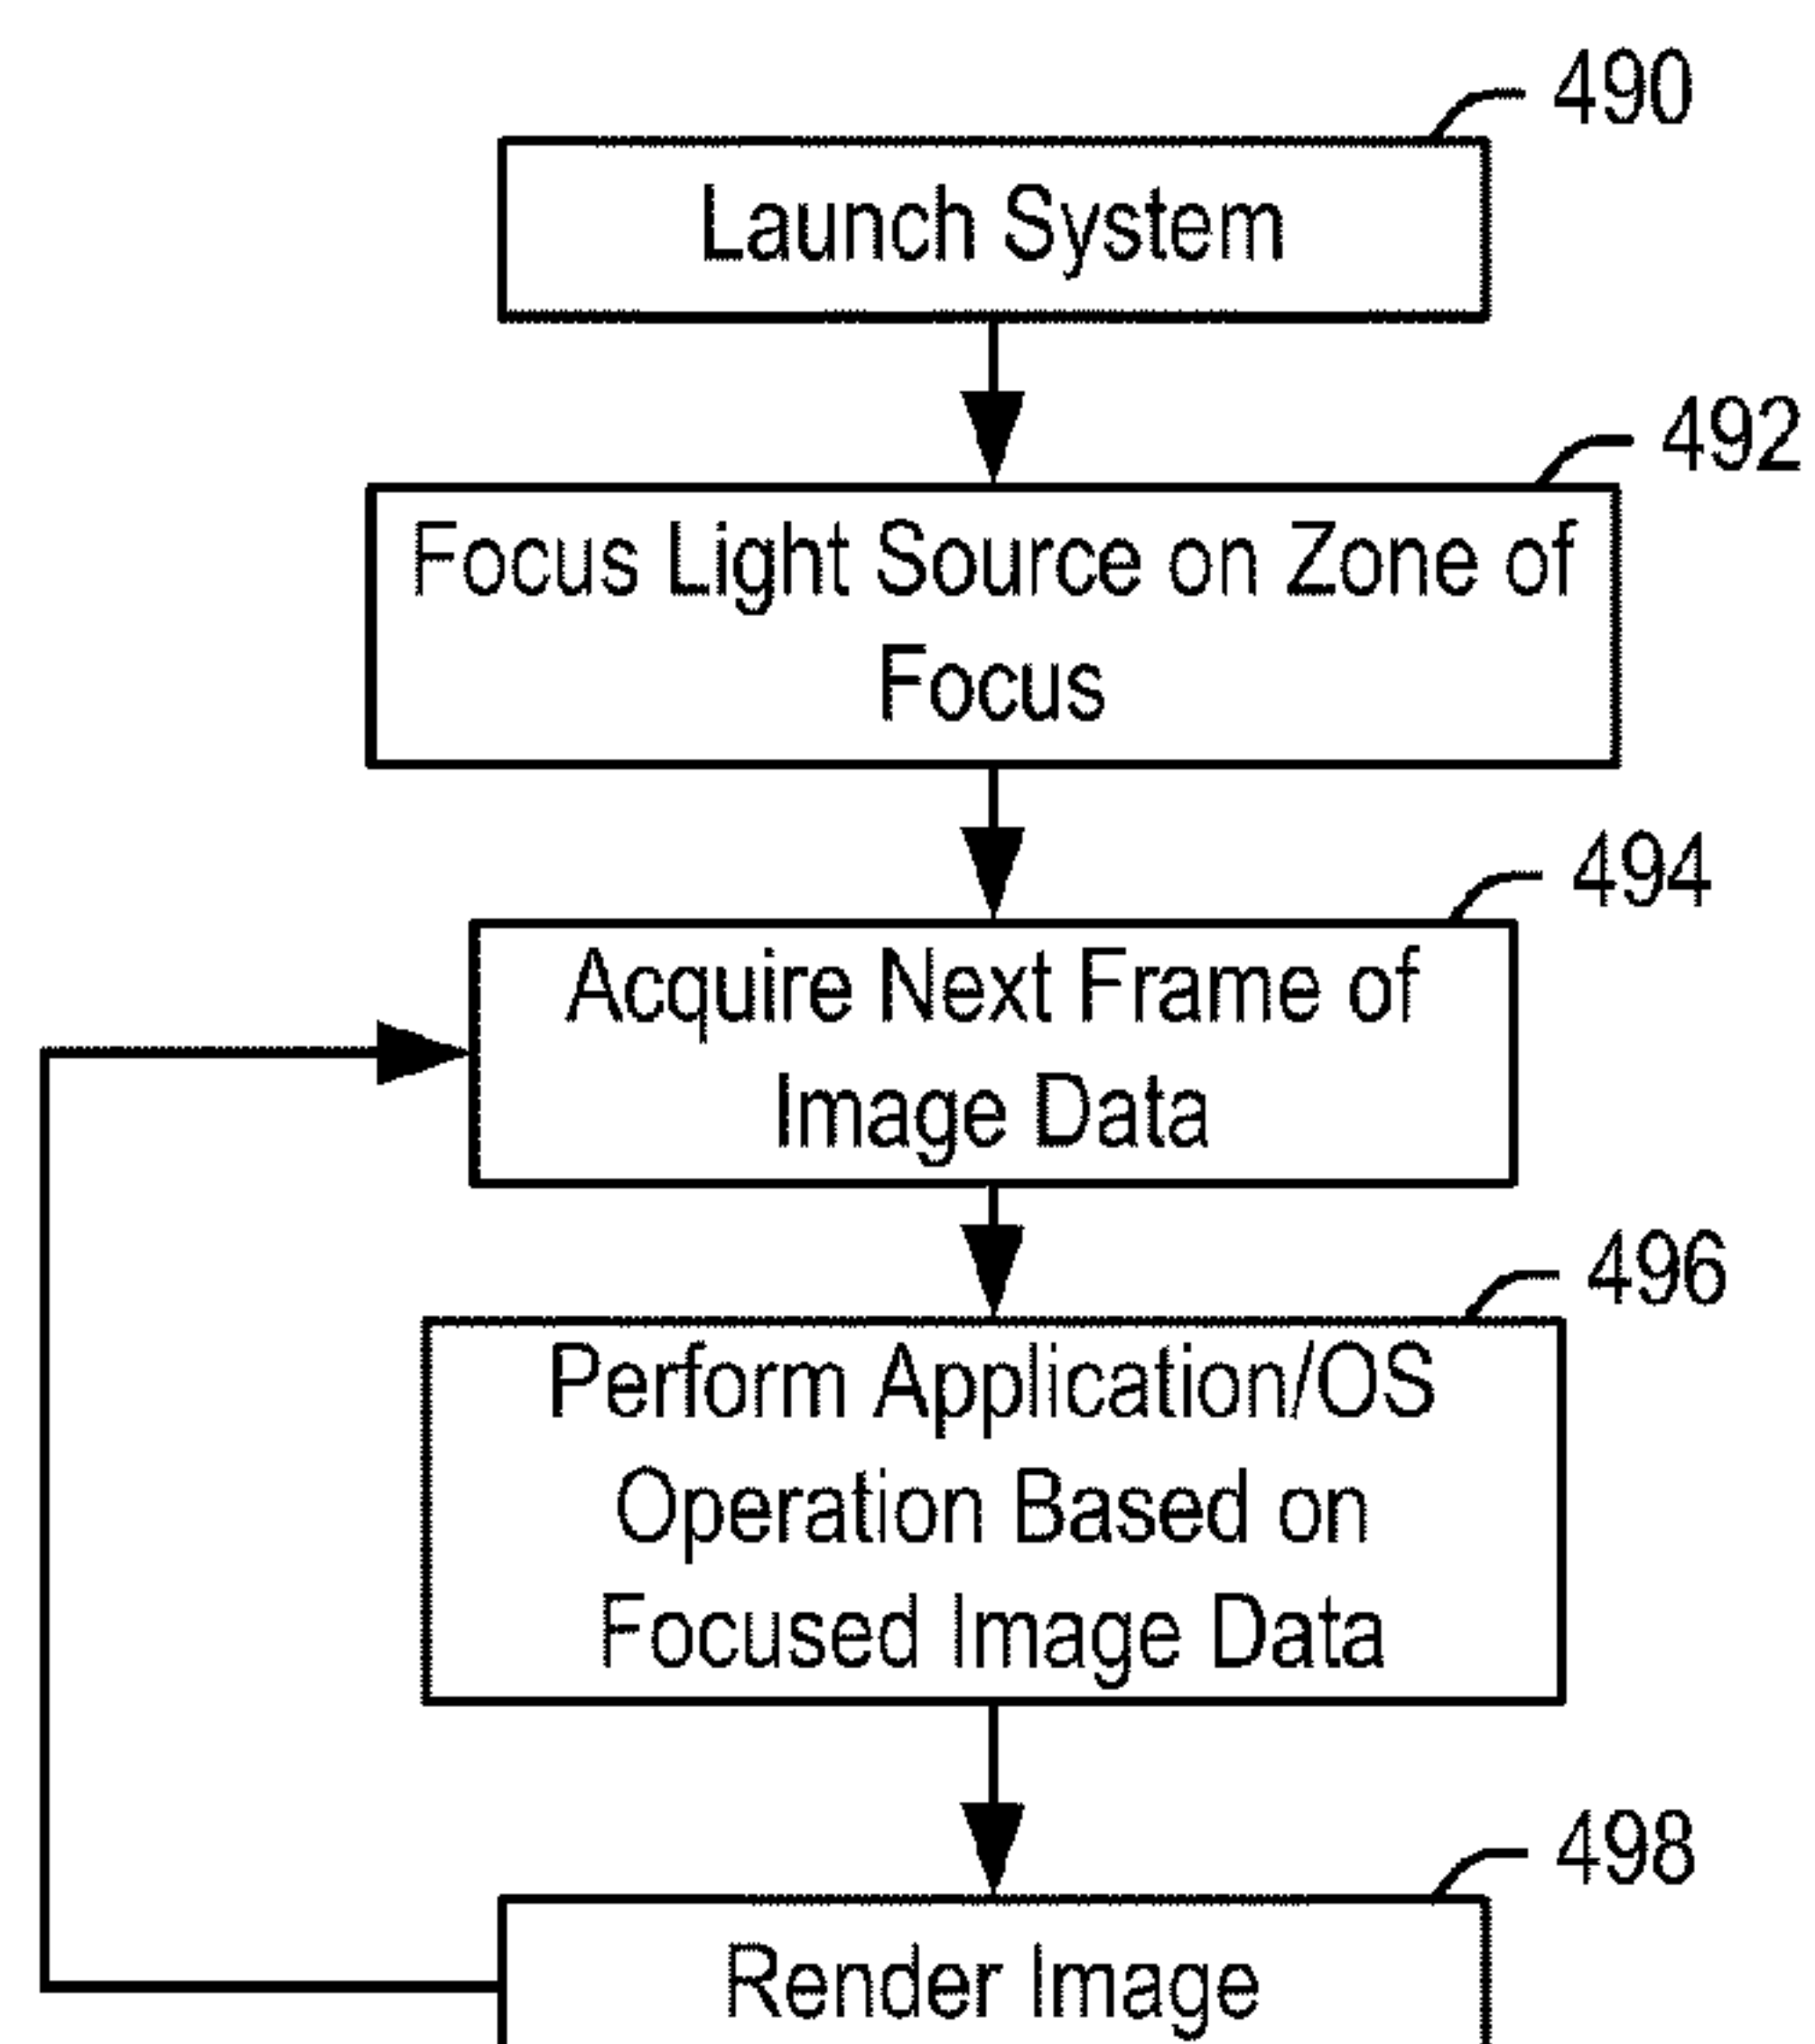 490
Launch System
492
Focus Light Source on Zone of
Focus
494
Acquire Next Frame of
Image Data
496
Perform Application/OS
Operation Based on
Focused Image Data
498
Render Image